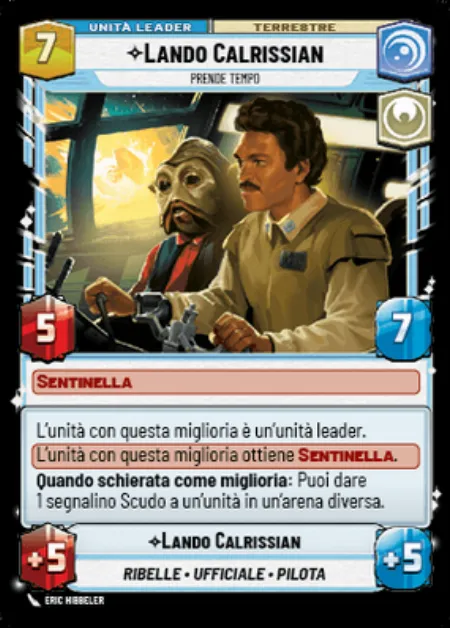 UNITÀ LEADER
TERRESTRE
7
LANDO CALRISSIAN
PRENDE TEMPO
5
7
SENTINELLA
L'unità con questa miglioria è un'unità leader.
L'unità con questa miglioria ottiene SENTINELLA.
Quando schierata come miglioria: Puoi dare
1 segnalino Scudo a un'unità in un'arena diversa.
+5
LANDO CALRISSIAN
+5
RIBELLE • UFFICIALE • PILOTA
ERIC HIBBELER